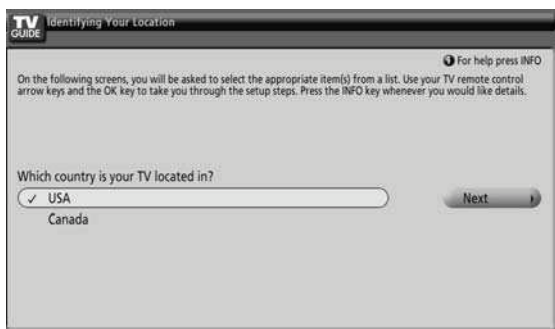 TV
GUIDE
Identifying Your Location
For help press INFO
On the following screens, you will be asked to select the appropriate item(s) from a list. Use your TV remote control
arrow keys and the OK key to take you through the setup steps. Press the INFO key whenever you would like details.
Which country is your TV located in?
✓ USA
Next
Canada